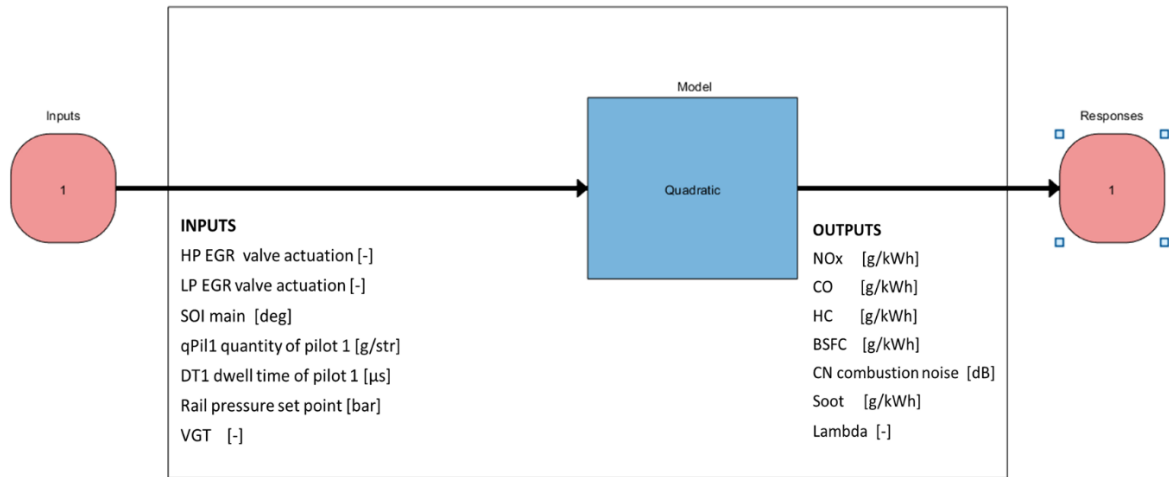 Inputs
1
Model
Quadratic
Responses
1
INPUTS
HP EGR valve actuation [-]
LP EGR valve actuation [-]
SOI main [deg]
qPil1 quantity of pilot 1 [g/str]
DT1 dwell time of pilot 1 [µs]
Rail pressure set point [bar]
VGT [-]
OUTPUTS
NOx [g/kWh]
CO [g/kWh]
HC [g/kWh]
BSFC [g/kWh]
CN combustion noise [dB]
Soot [g/kWh]
Lambda [-]